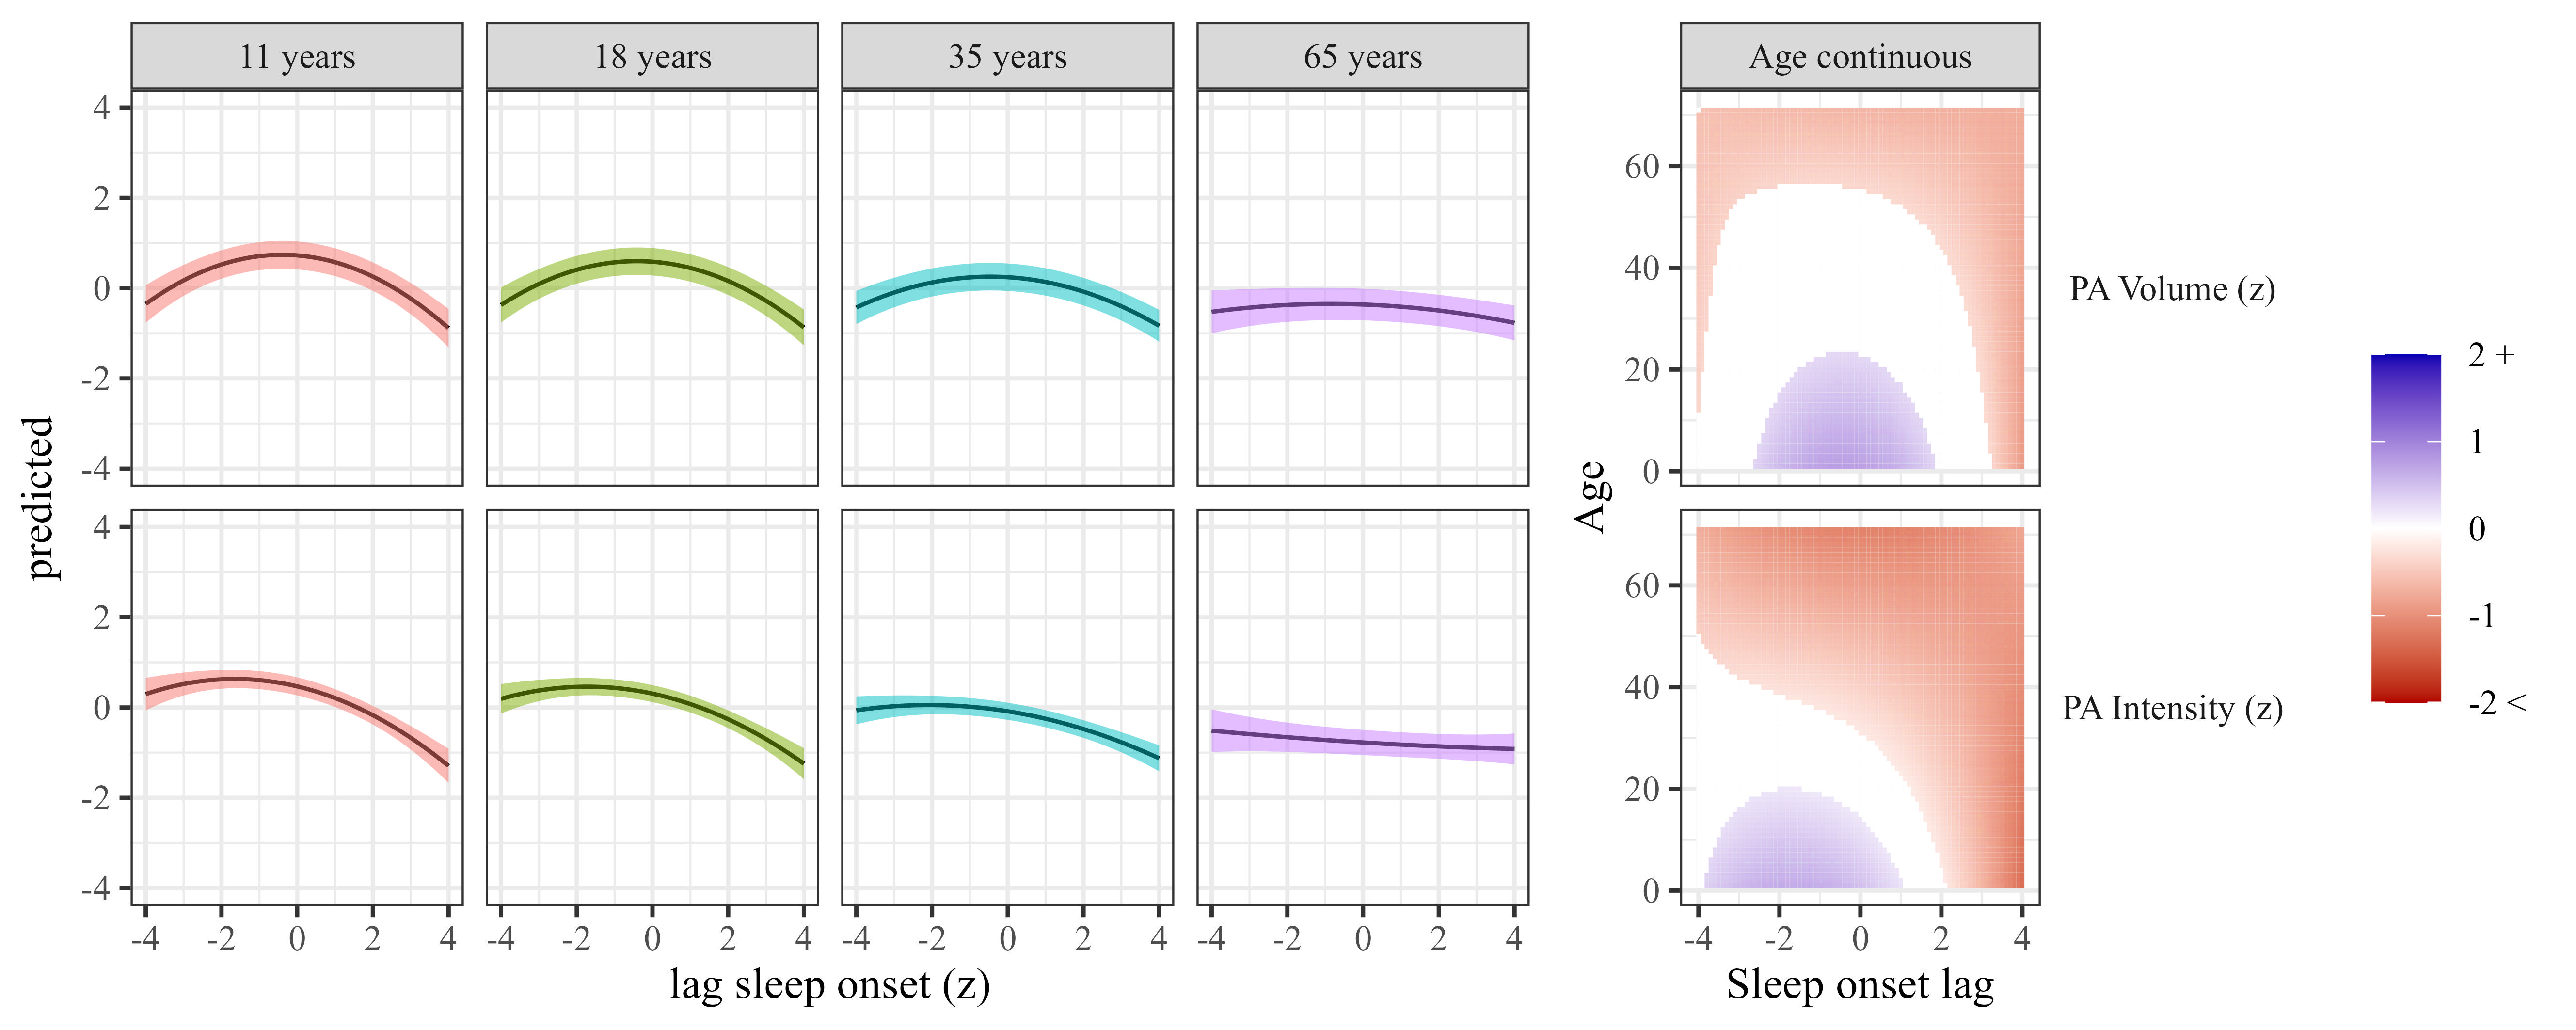 11 years
18 years
35 years
65 years
Age continuous
4
2
0
-2
-4
60
40
20
0
PA Volume (z)
2 +
1
0
-1
-2 <
predicted
Age
4
2
0
-2
-4
60
40
20
0
PA Intensity (z)
-4 -2 0 2 4
-4 -2 0 2 4
-4 -2 0 2 4
-4 -2 0 2 4
-4 -2 0 2 4
lag sleep onset (z)
Sleep onset lag